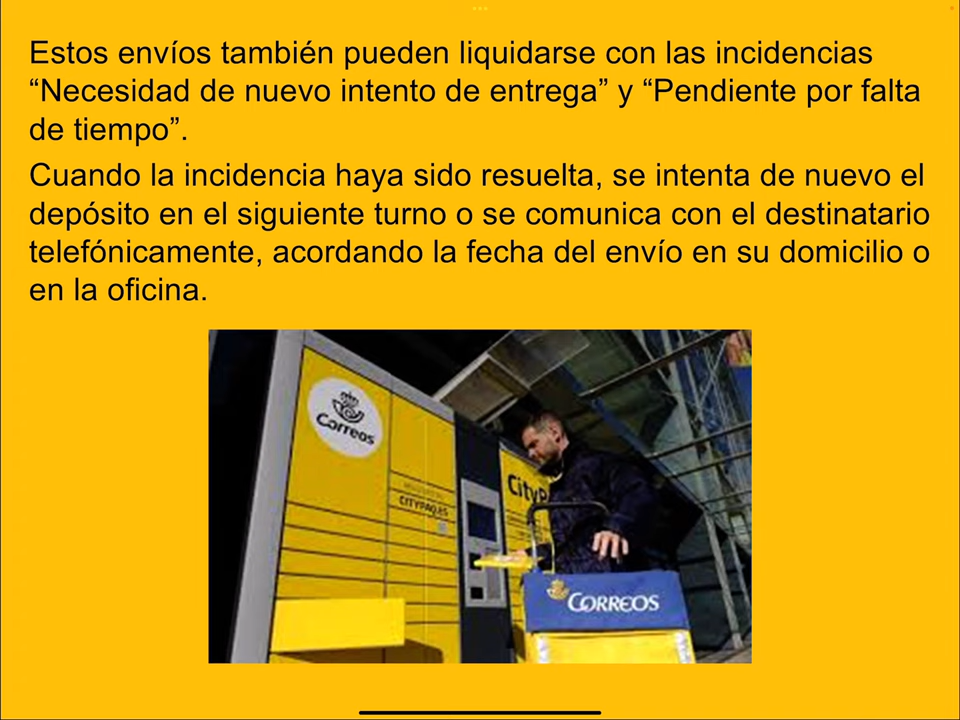 Estos envíos también pueden liquidarse con las incidencias
“Necesidad de nuevo intento de entrega” y “Pendiente por falta
de tiempo”.
Cuando la incidencia haya sido resuelta, se intenta de nuevo el
depósito en el siguiente turno o se comunica con el destinatario
telefónicamente, acordando la fecha del envío en su domicilio o
en la oficina.
Correos
CITYPAQ.ES
CityPa
CORREOS